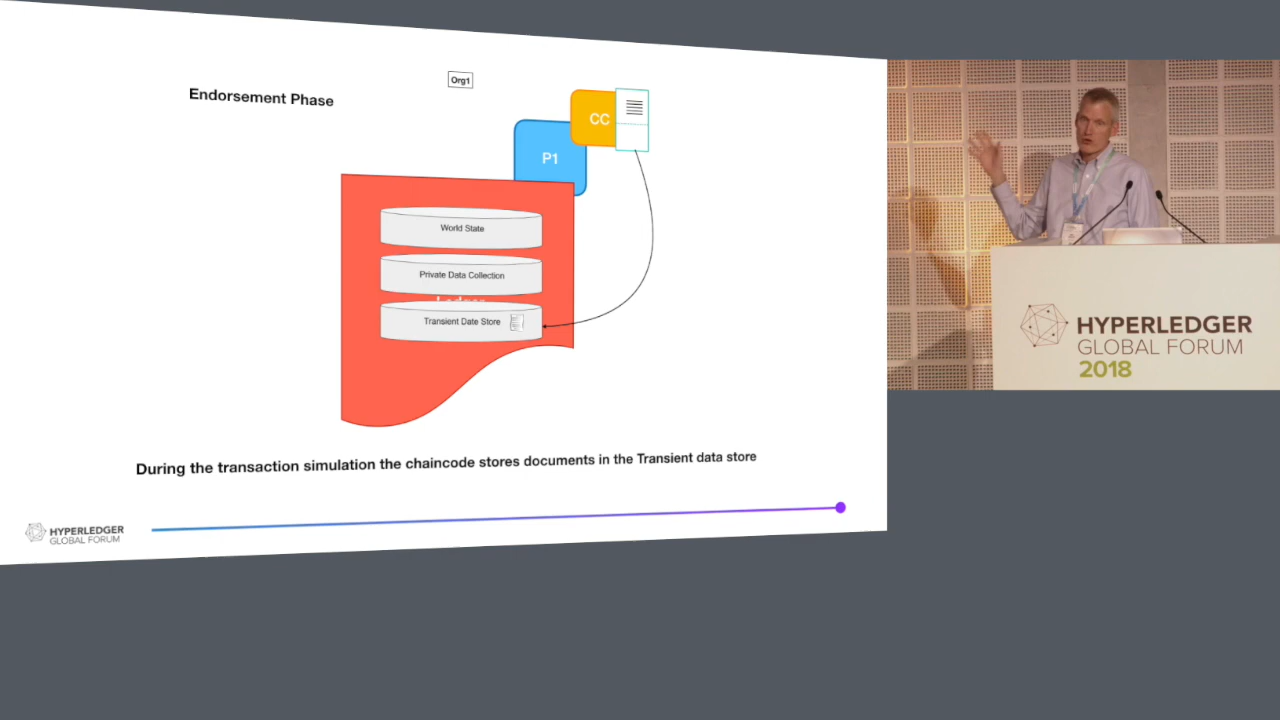 Endorsement Phase
Org1
CC
P1
World State
Private Data Collection
Ledger
Transient Date Store
During the transaction simulation the chaincode stores documents in the Transient data store
HYPERLEDGER
GLOBAL FORUM
HYPERLEDGER
GLOBAL FORUM
2018